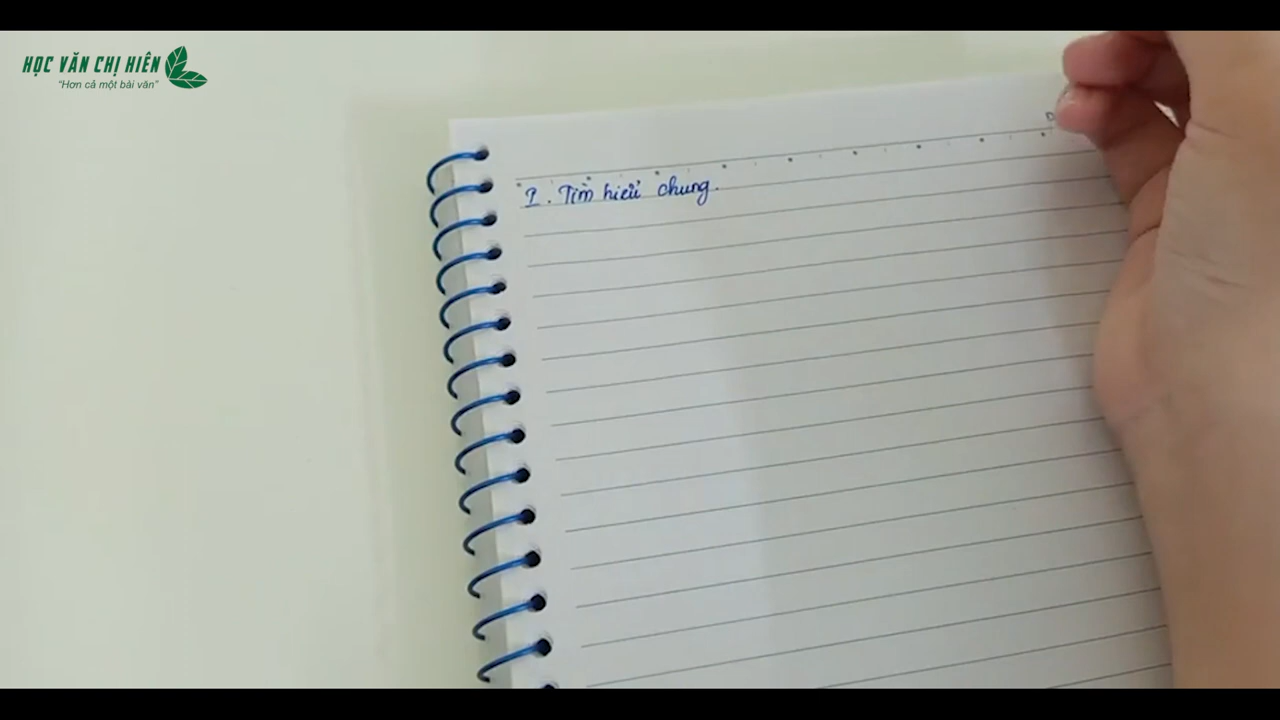 HỌC VĂN CHỊ HIÊN
"Hơn cả một bài văn"
I. Tìm hiểu chung.